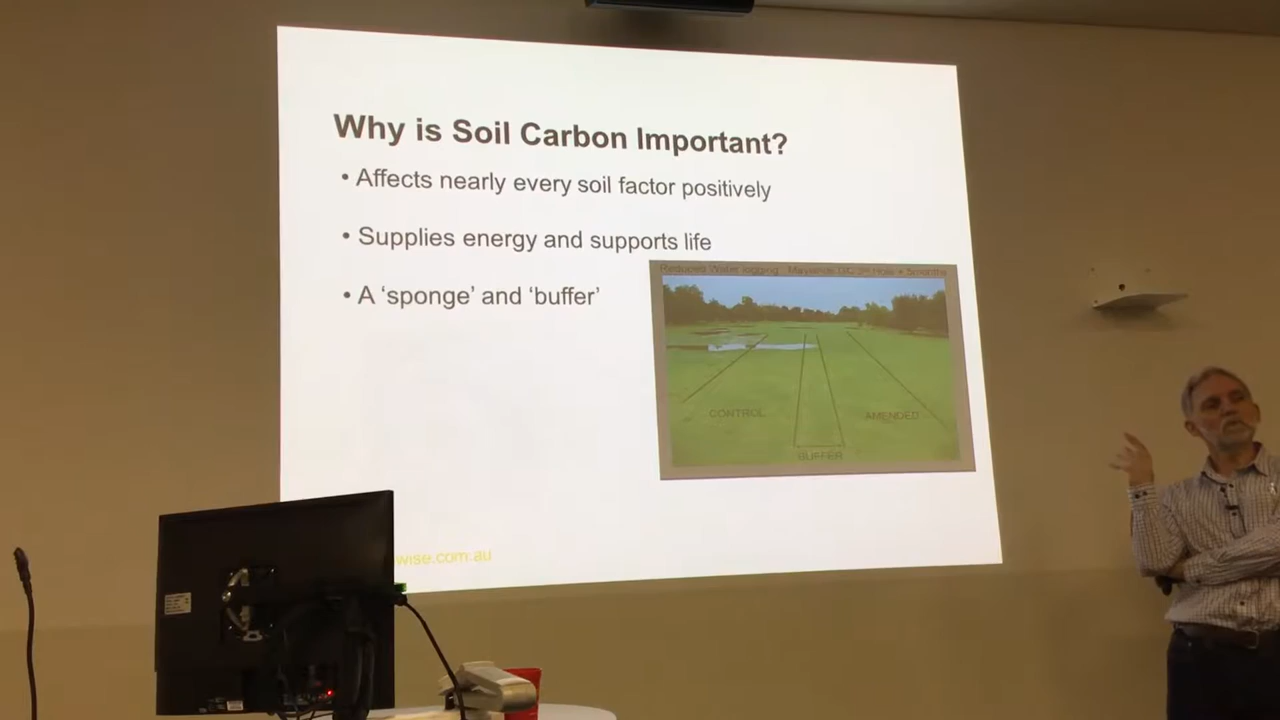 Why is Soil Carbon Important?
• Affects nearly every soil factor positively
• Supplies energy and supports life
• A ‘sponge’ and ‘buffer’
Reduced Water logging
CONTROL
AMENDED
BUFFER
wise.com.au